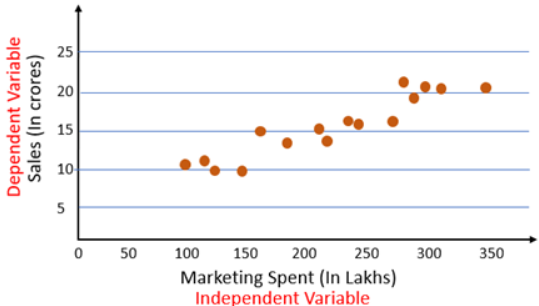 Dependent Variable
Sales (In crores)
25
20
15
10
5
0 50 100 150 200 250 300 350
Marketing Spent (In Lakhs)
Independent Variable